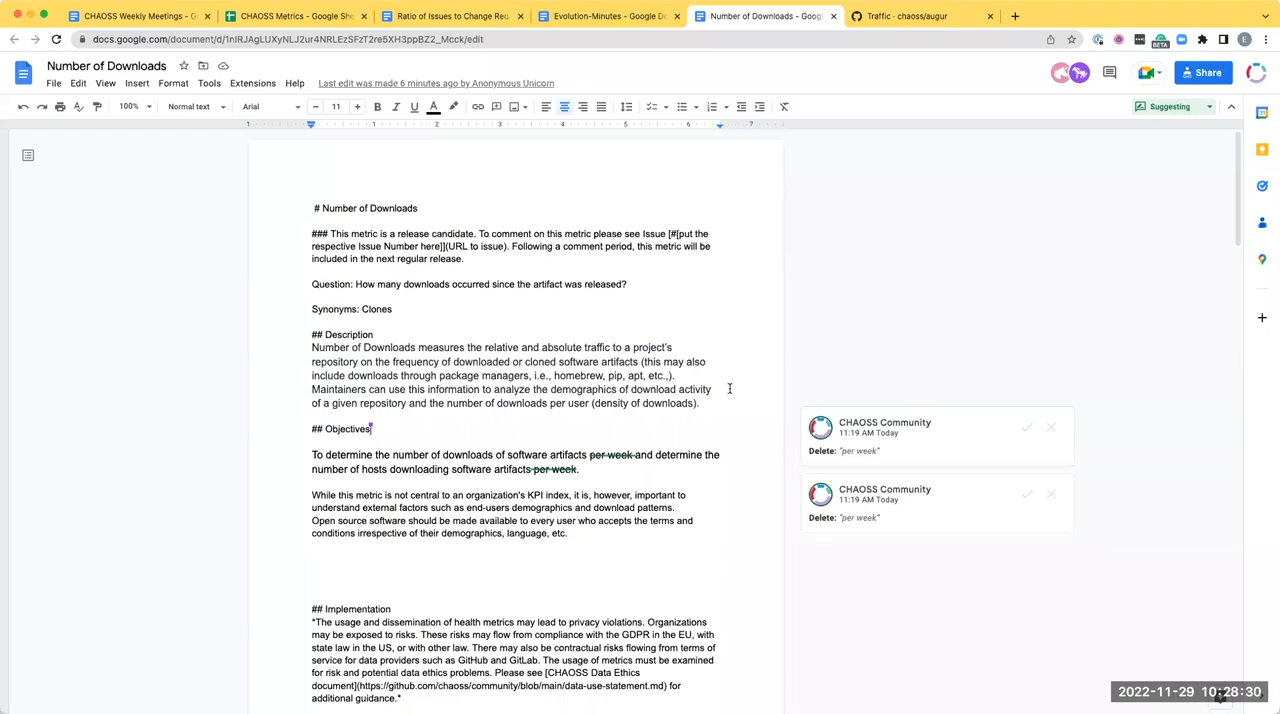 CHAOSS Weekly Meetings - G
CHAOSS Metrics - Google She
Ratio of Issues to Change Req
Evolution-Minutes - Google Do
Number of Downloads - Google
Traffic · chaoss/augur
docs.google.com/document/d/1nIRJAgLUXyNLJ2ur4NRLEzSFzT2re5XH3ppBZ2_Mcck/edit
BETA
E
Number of Downloads
File Edit View Insert Format Tools Extensions Help Last edit was made 6 minutes ago by Anonymous Unicorn
Share
100% Normal text Arial 11 B I U A
Suggesting
1 1 2 3 4 5 6 7
# Number of Downloads
### This metric is a release candidate. To comment on this metric please see Issue [#[put the
respective Issue Number here]](URL to issue). Following a comment period, this metric will be
included in the next regular release.
Question: How many downloads occurred since the artifact was released?
Synonyms: Clones
## Description
Number of Downloads measures the relative and absolute traffic to a project's
repository on the frequency of downloaded or cloned software artifacts (this may also
include downloads through package managers, i.e., homebrew, pip, apt, etc.,).
Maintainers can use this information to analyze the demographics of download activity
of a given repository and the number of downloads per user (density of downloads).
## Objectives
To determine the number of downloads of software artifacts per week and determine the
number of hosts downloading software artifacts per week.
While this metric is not central to an organization's KPI index, it is, however, important to
understand external factors such as end-users demographics and download patterns.
Open source software should be made available to every user who accepts the terms and
conditions irrespective of their demographics, language, etc.
## Implementation
*The usage and dissemination of health metrics may lead to privacy violations. Organizations
may be exposed to risks. These risks may flow from compliance with the GDPR in the EU, with
state law in the US, or with other law. There may also be contractual risks flowing from terms of
service for data providers such as GitHub and GitLab. The usage of metrics must be examined
for risk and potential data ethics problems. Please see [CHAOSS Data Ethics
document](https://github.com/chaoss/community/blob/main/data-use-statement.md) for
additional guidance.*
CHAOSS Community
11:19 AM Today
Delete: "per week"
CHAOSS Community
11:19 AM Today
Delete: "per week"
2022-11-29 10:28:30